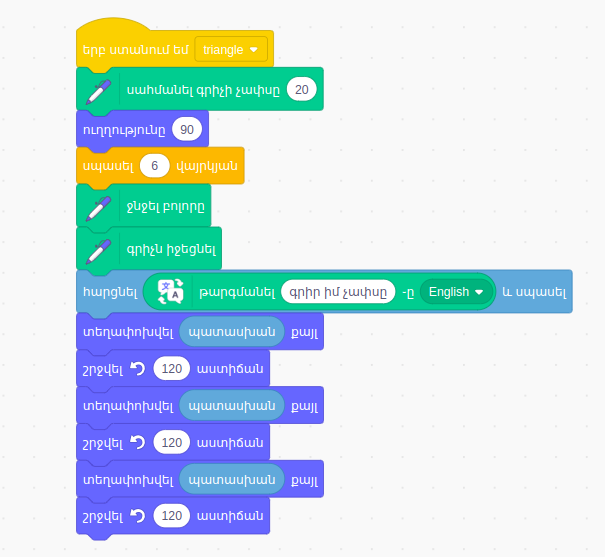 երբ ստանում եմ triangle
սահմանել գրիչի չափսը 20
ուղղությունը 90
սպասել 6 վայրկյան
ջնջել բոլորը
գրիչն իջեցնել
հարցնել թարգմանել գրիր իմ չափսը -ը English և սպասել
տեղափոխվել պատասխան քայլ
շրջվել 120 աստիճան
տեղափոխվել պատասխան քայլ
շրջվել 120 աստիճան
տեղափոխվել պատասխան քայլ
շրջվել 120 աստիճան